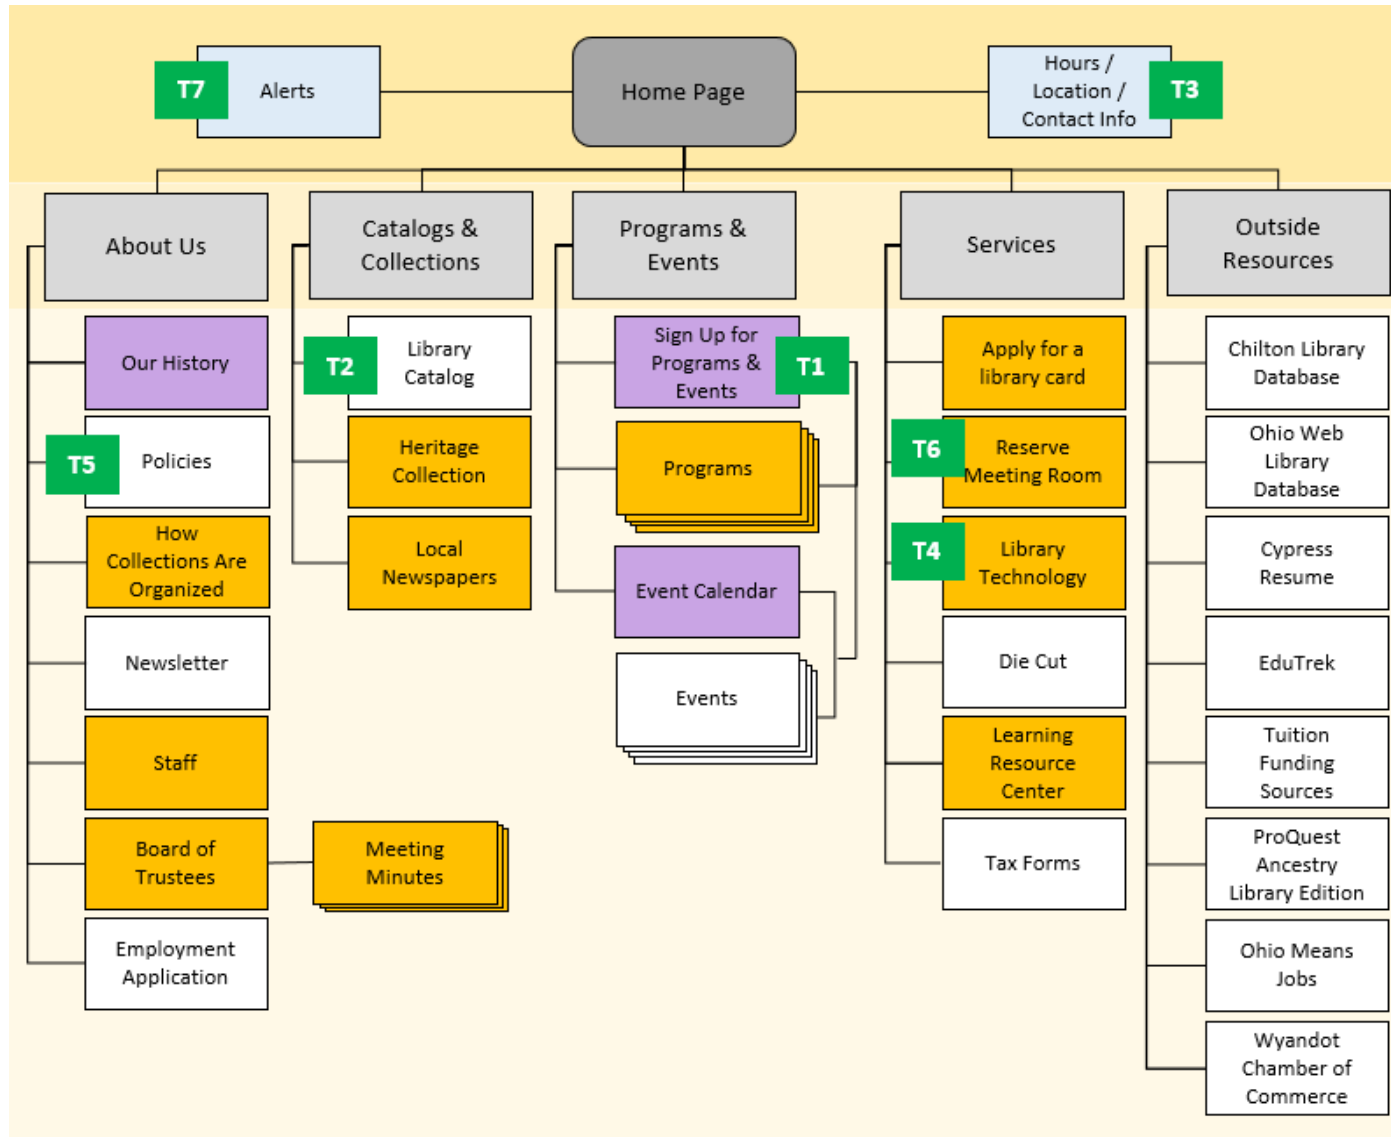 T7
Alerts
Home Page
Hours /
Location /
Contact Info
T3
About Us
Catalogs &
Collections
Programs &
Events
Services
Outside
Resources
Our History
T5
Policies
How
Collections Are
Organized
Newsletter
Staff
Board of
Trustees
Meeting
Minutes
Employment
Application
T2
Library
Catalog
Heritage
Collection
Local
Newspapers
Sign Up for
Programs &
Events
T1
Programs
Event Calendar
Events
Apply for a
library card
T6
Reserve
Meeting Room
T4
Library
Technology
Die Cut
Learning
Resource
Center
Tax Forms
Chilton Library
Database
Ohio Web
Library
Database
Cypress
Resume
EduTrek
Tuition
Funding
Sources
ProQuest
Ancestry
Library Edition
Ohio Means
Jobs
Wyandot
Chamber of
Commerce